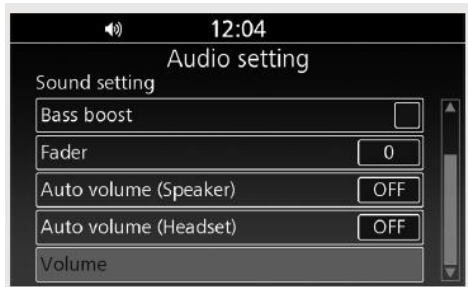 12:04
Audio setting
Sound setting
Bass boost
Fader 0
Auto volume (Speaker) OFF
Auto volume (Headset) OFF
Volume